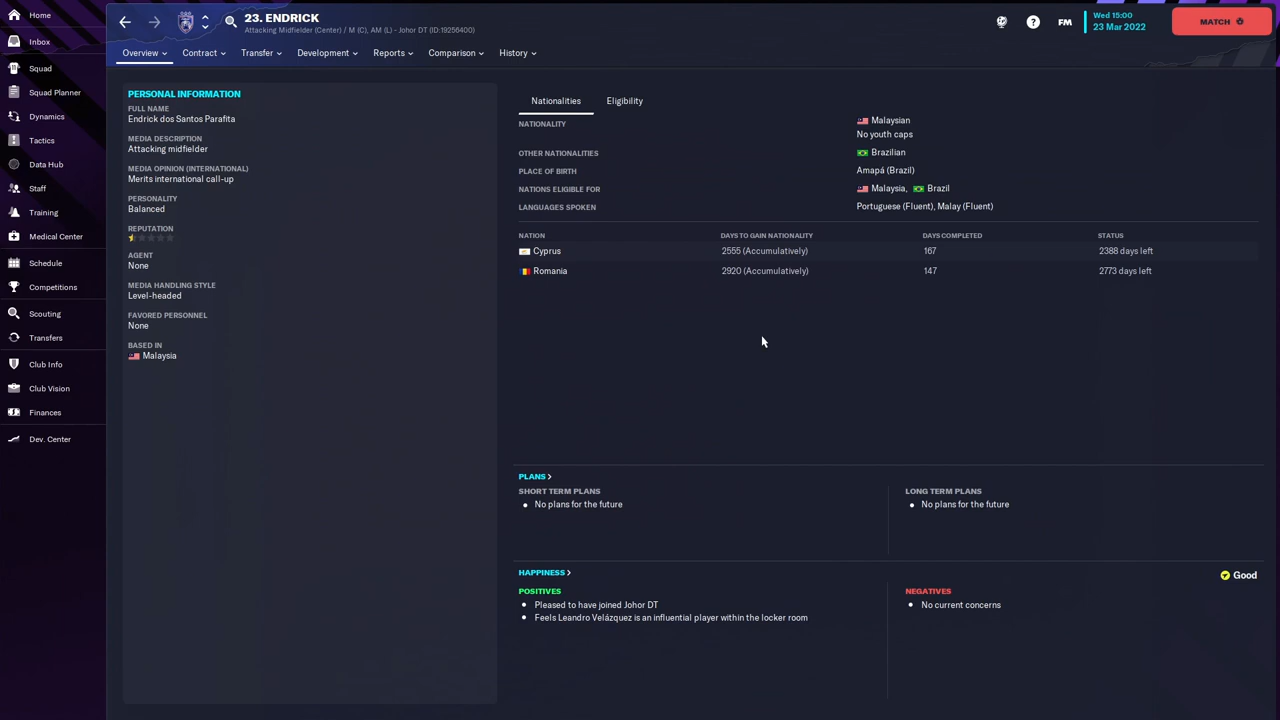 Home
Inbox
Squad
Squad Planner
Dynamics
Tactics
Data Hub
Staff
Training
Medical Center
Schedule
Competitions
Scouting
Transfers
Club Info
Club Vision
Finances
Dev. Center
23. ENDRICK
Attacking Midfielder (Center) / M (C), AM (L) - Johor DT (ID:19256400)
FM
Wed 15:00
23 Mar 2022
MATCH
Overview
Contract
Transfer
Development
Reports
Comparison
History
PERSONAL INFORMATION
FULL NAME
Endrick dos Santos Parafita
MEDIA DESCRIPTION
Attacking midfielder
MEDIA OPINION (INTERNATIONAL)
Merits international call-up
PERSONALITY
Balanced
REPUTATION
AGENT
None
MEDIA HANDLING STYLE
Level-headed
FAVORED PERSONNEL
None
BASED IN
Malaysia
Nationalities Eligibility
NATIONALITY Malaysian
No youth caps
OTHER NATIONALITIES Brazilian
PLACE OF BIRTH Amapá (Brazil)
NATIONS ELIGIBLE FOR Malaysia, Brazil
LANGUAGES SPOKEN Portuguese (Fluent), Malay (Fluent)
NATION DAYS TO GAIN NATIONALITY DAYS COMPLETED STATUS
Cyprus 2555 (Accumulatively) 167 2388 days left
Romania 2920 (Accumulatively) 147 2773 days left
PLANS >
SHORT TERM PLANS
• No plans for the future
LONG TERM PLANS
• No plans for the future
HAPPINESS >
Good
POSITIVES
• Pleased to have joined Johor DT
• Feels Leandro Velázquez is an influential player within the locker room
NEGATIVES
• No current concerns